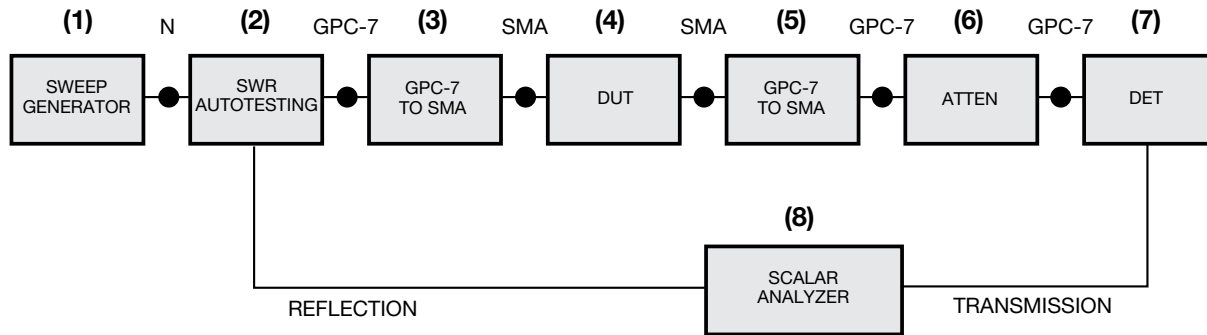 (1) N (2) GPC-7 (3) SMA (4) SMA (5) GPC-7 (6) GPC-7 (7)
SWEEP
GENERATOR
SWR
AUTOTESTING
GPC-7
TO SMA
DUT
GPC-7
TO SMA
ATTEN
DET
(8)
SCALAR
ANALYZER
REFLECTION
TRANSMISSION